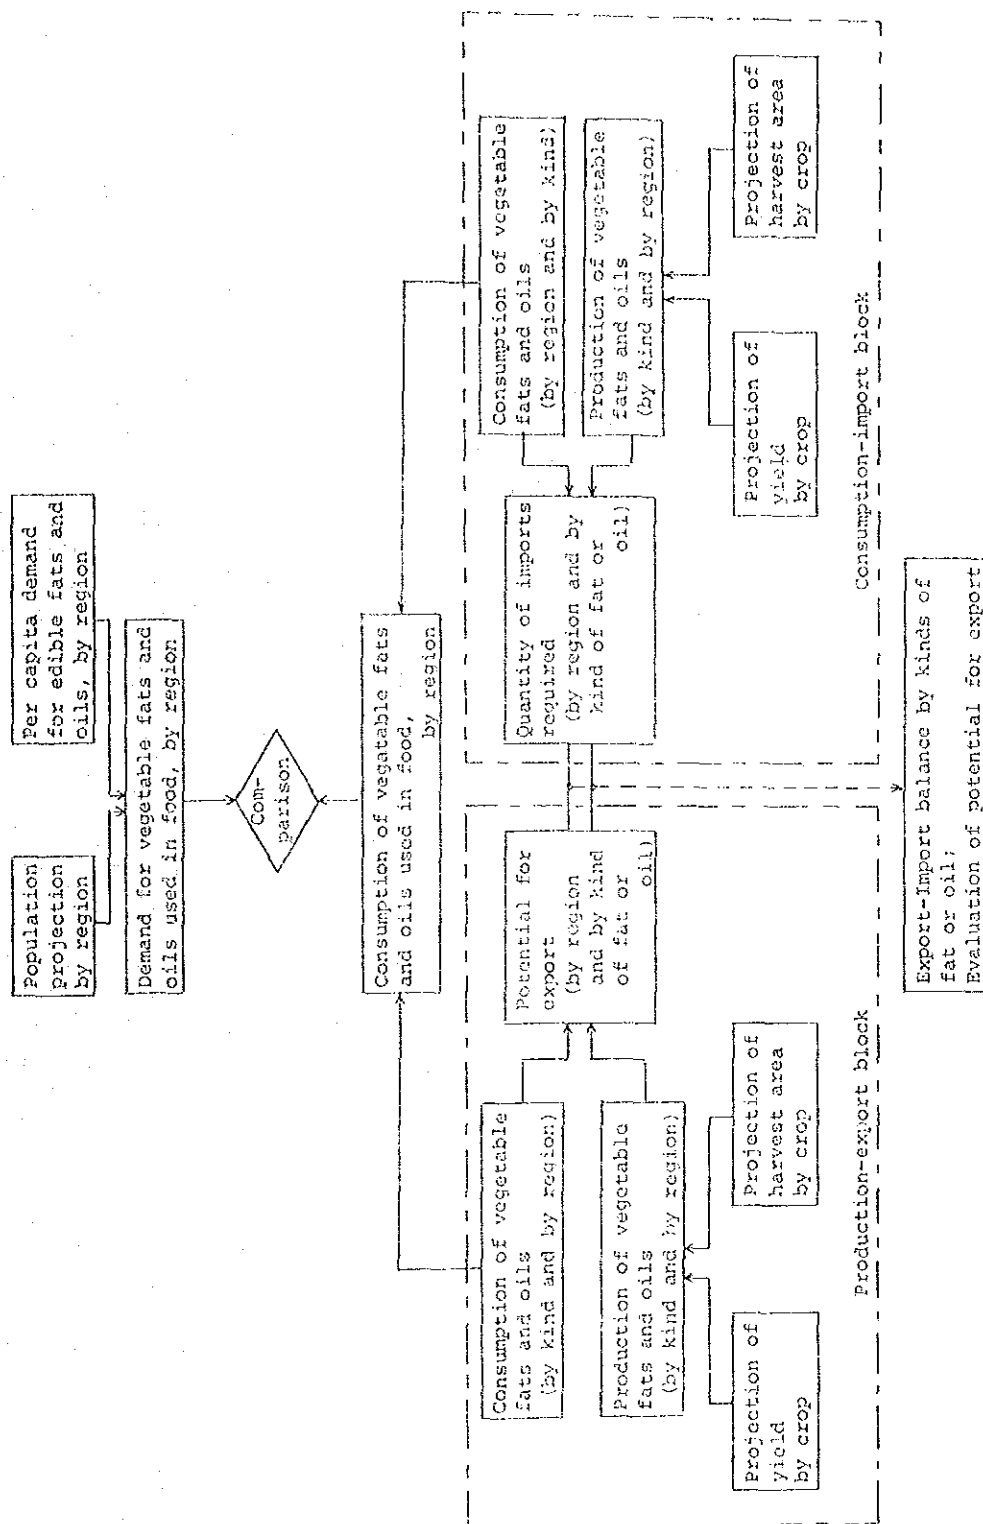 Population
projection
by region
Per capita demand
for edible fats and
oils, by region
Demand for vegetable fats and
oils used in food, by region
Com-
parison
Consumption of vegatable fats
and oils used in food,
by region
Consumption of vegetable
fats and oils
(by kind and by region)
Production of vegetable
fats and oils
(by kind and by region)
Projection of
yield
by crop
Projection of
harvest area
by crop
Potential for
export
(by region
and by kind
of fat or
oil)
Production-export block
Quantity of imports
required
(by region and by
kind of fat or
oil)
Consumption of vegetable
fats and oils
(by region and by kind)
Production of vegetable
fats and oils
(by kind and by region)
Projection of
yield
by crop
Projection of
harvest area
by crop
Consumption-import block
Export-Import balance by kinds of
fat or oil;
Evaluation of potential for export